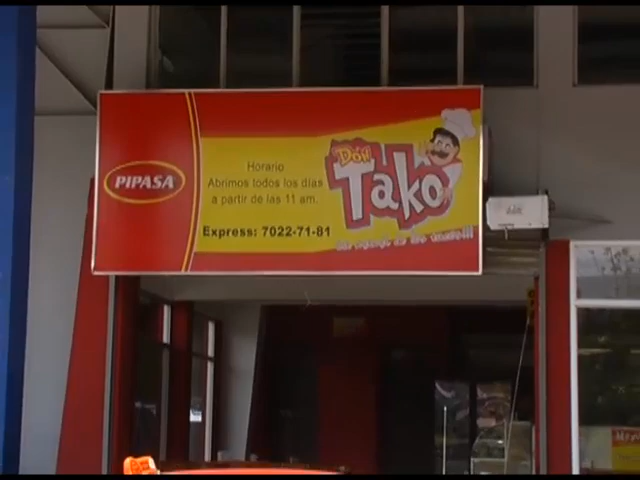 PIPASA
Horario
Abrimos todos los días
a partir de las 11 am.
Express: 7022-71-81
Don
Tako